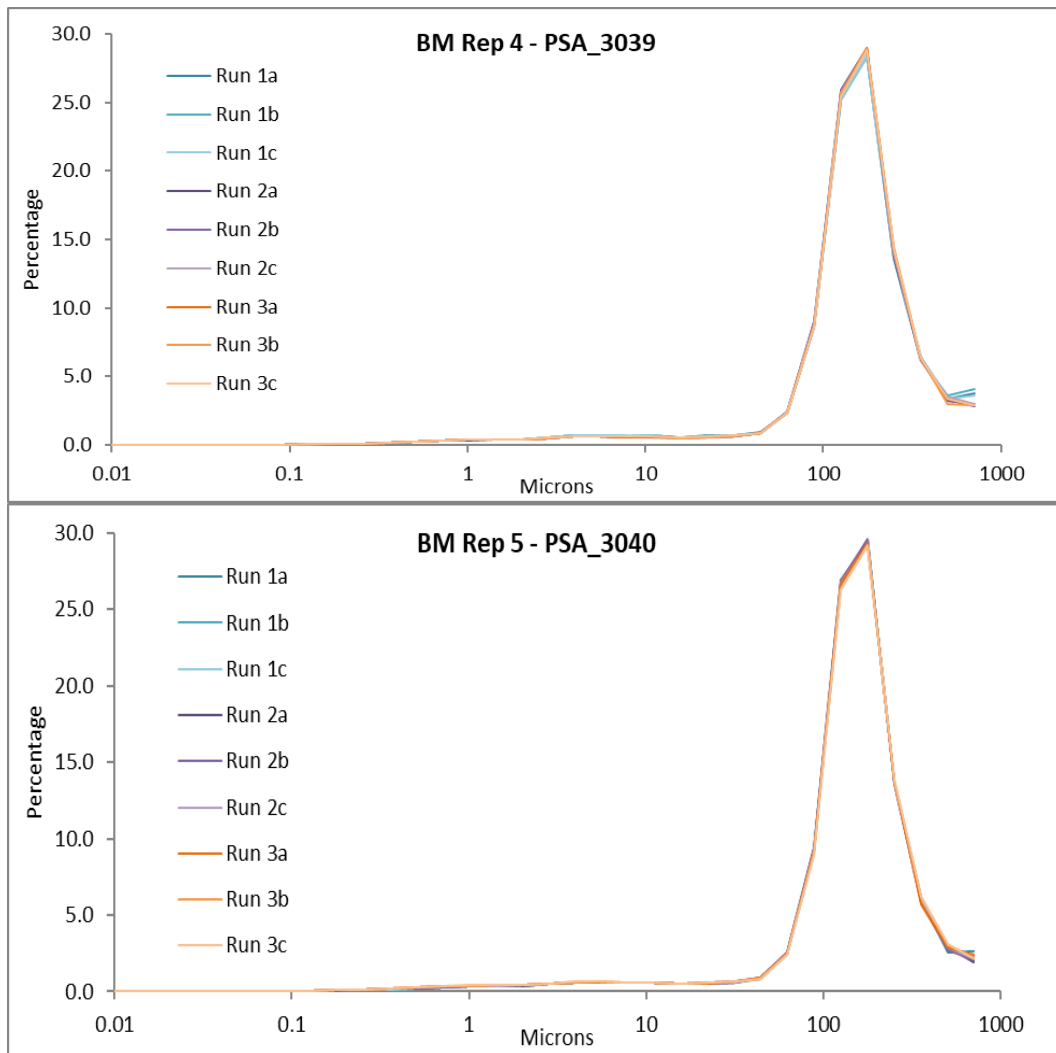 BM Rep 4 - PSA_3039
30.0
25.0
20.0
15.0
10.0
5.0
0.0
Percentage
Run 1a
Run 1b
Run 1c
Run 2a
Run 2b
Run 2c
Run 3a
Run 3b
Run 3c
0.01 0.1 1 10 100 1000
Microns
BM Rep 5 - PSA_3040
30.0
25.0
20.0
15.0
10.0
5.0
0.0
Percentage
Run 1a
Run 1b
Run 1c
Run 2a
Run 2b
Run 2c
Run 3a
Run 3b
Run 3c
0.01 0.1 1 10 100 1000
Microns